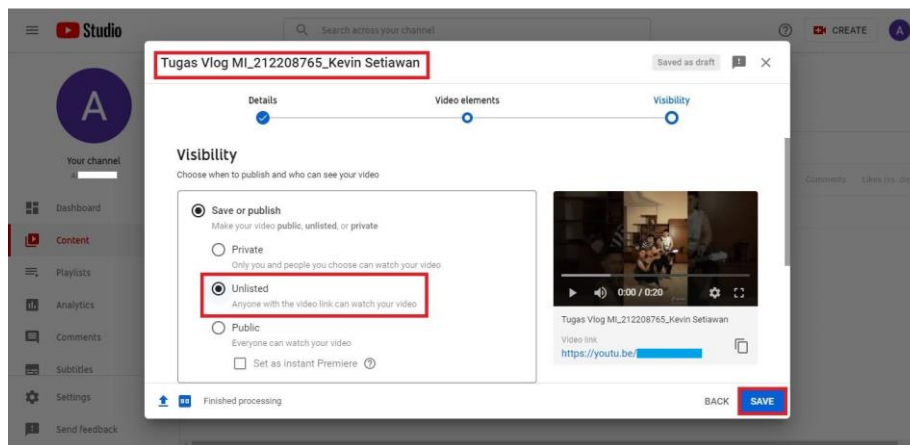 Studio
Search across your channel
CREATE
A
Tugas Vlog MI_212208765_Kevin Setiawan
Saved as draft
Details
Video elements
Visibility
A
Your channel
A
Visibility
Choose when to publish and who can see your video
Save or publish
Make your video public, unlisted, or private
Private
Only you and people you choose can watch your video
Unlisted
Anyone with the video link can watch your video
Public
Everyone can watch your video
Set as instant Premiere
0:00 / 0:20
Tugas Vlog MI_212208765_Kevin Setiawan
Video link
https://youtu.be/
Dashboard
Content
Playlists
Analytics
Comments
Subtitles
Settings
Send feedback
Comments Likes
Finished processing
BACK
SAVE